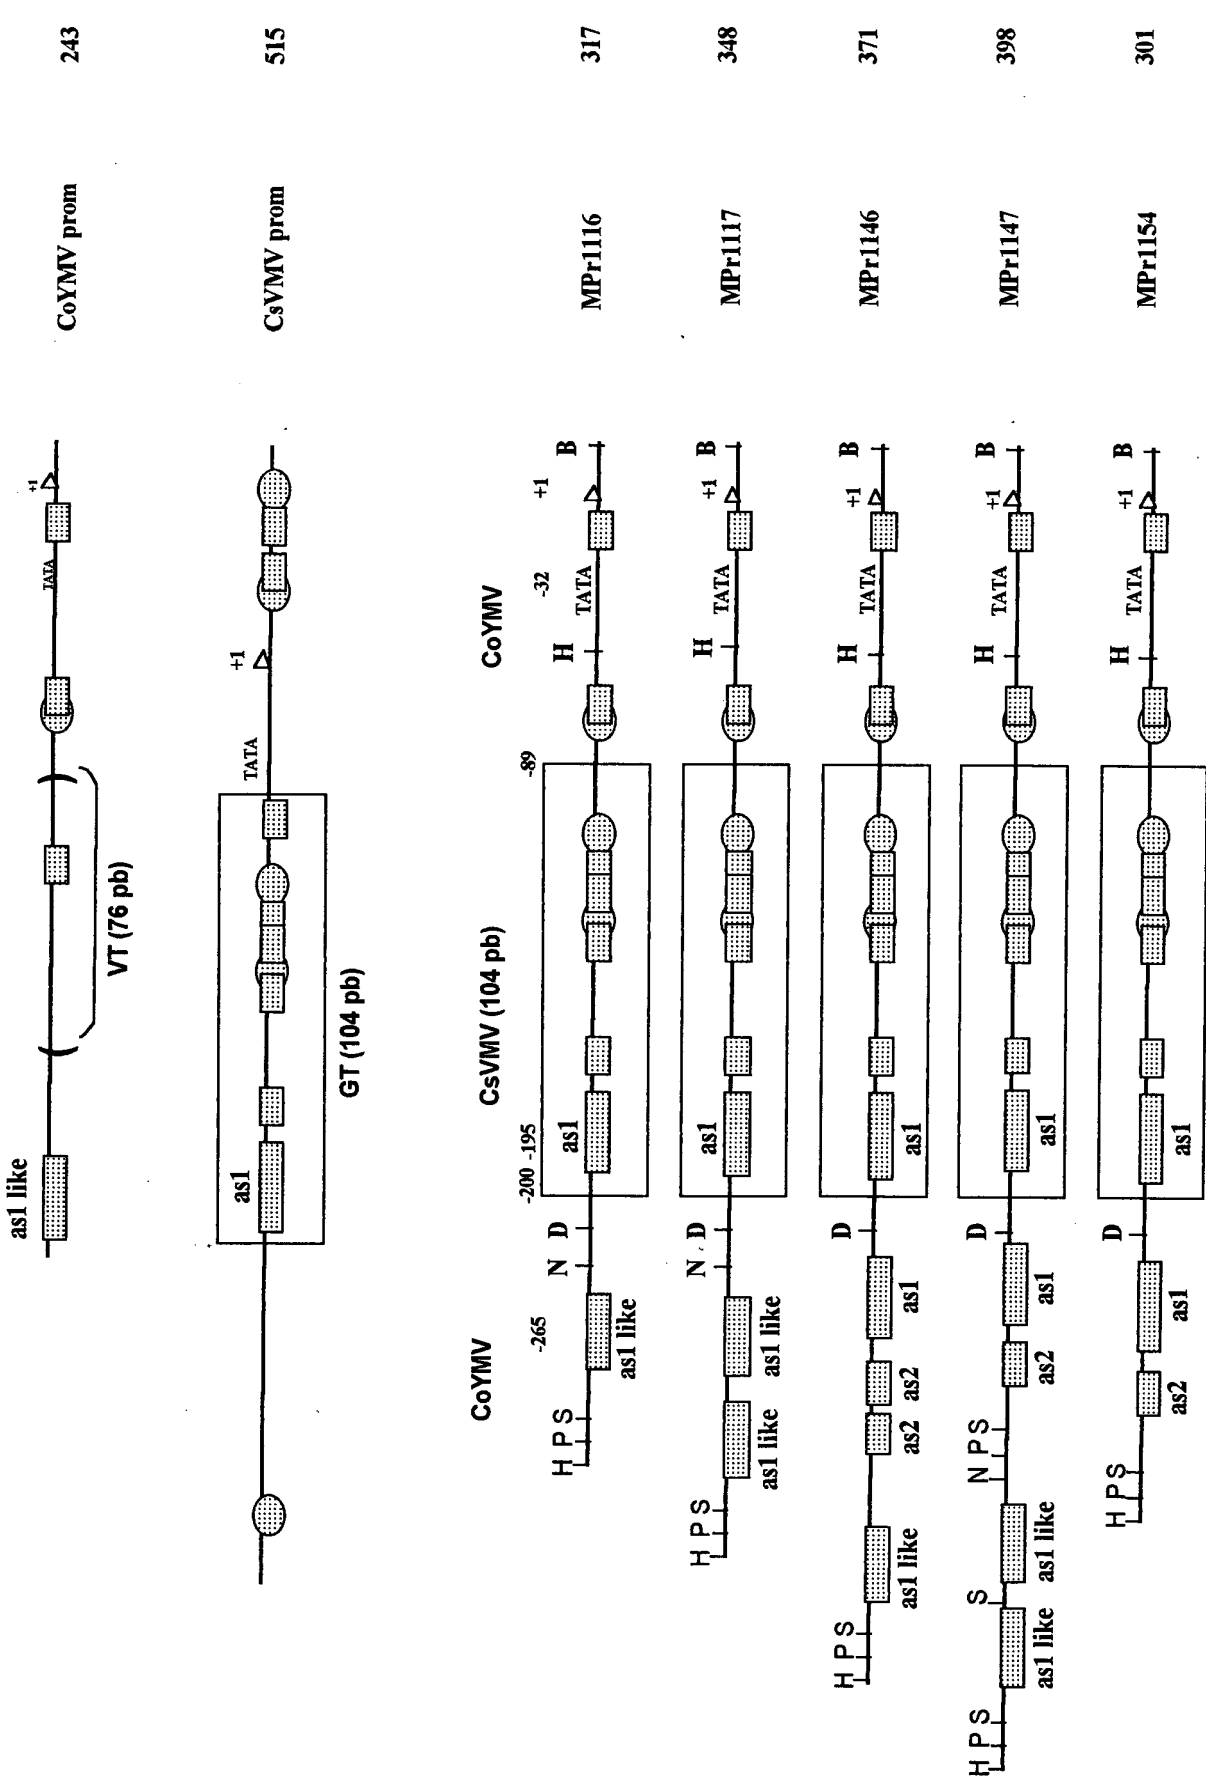 as1 like
TATA
+1
CoYMV prom
243
VT (76 pb)
as1
TATA
+1
CsVMV prom
515
GT (104 pb)
CoYMV
CsVMV (104 pb)
CoYMV
-265
-200 -195
-89
-32
+1
H P S
N D
H
TATA
B
MPr1116
317
as1 like
as1
H P S
N D
H
TATA
+1
B
MPr1117
348
as1 like
as1 like
as1
H P S
D
H
TATA
+1
B
MPr1146
371
as1 like
as2
as2
as1
as1
H P S
S
N P S
D
H
TATA
+1
B
MPr1147
398
as1 like
as1 like
as2
as1
as1
H P S
D
H
TATA
+1
B
MPr1154
301
as2
as1
as1